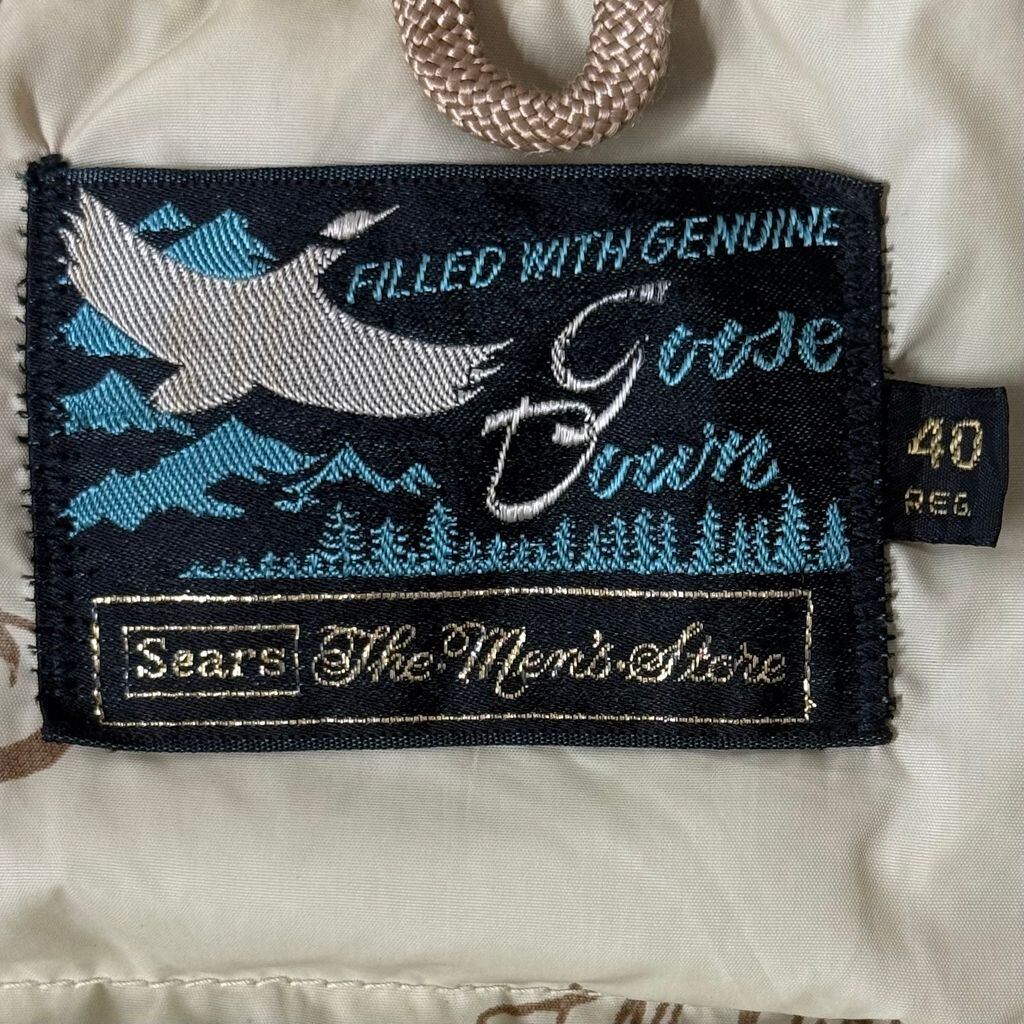 FILLED WITH GENUINE
Goose
Down
40
REG
Sears The Men's Store